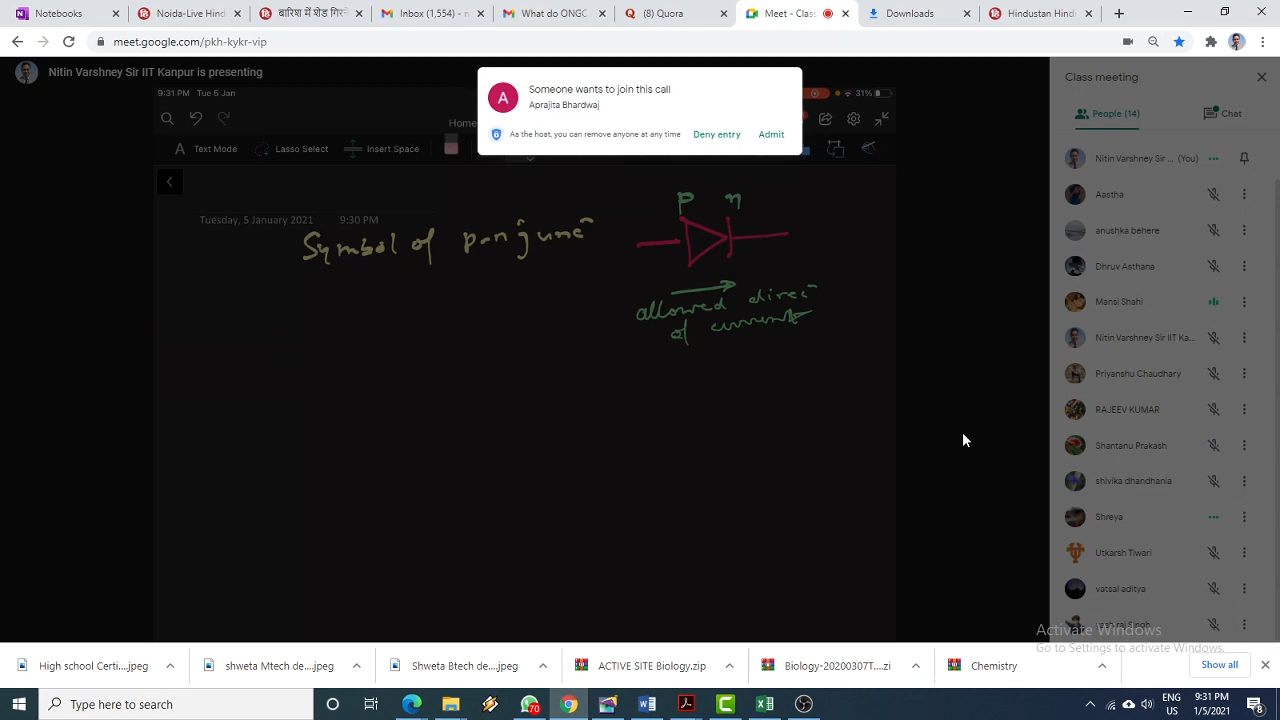 Notebooks
Noida-Live Hind
बारिश में छोड़ गिरने
Inbox (1,554) - n
What do ONGC
(8) Quora
Meet - Class
Downloads
Hindustan Hind
meet.google.com/pkh-kykr-vip
Nitin Varshney Sir IIT Kanpur is presenting
Someone wants to join this call
Aprajita Bhardwaj
As the host, you can remove anyone at any time
Deny entry
Admit
9:31 PM Tue 5 Jan
31%
Home
Text Mode
Lasso Select
Insert Space
Tuesday, 5 January 2021 9:30 PM
Symbol of p-n junc
p n
allowed direc
of current
Class meeting
People (14)
Chat
Nitin Varshney Sir ... (You)
Aastha
anushka behere
Dhruv Asthana
Mansi Shahi
Nitin Varshney Sir IIT Ka...
Priyanshu Chaudhary
RAJEEV KUMAR
Shantanu Prakash
shivika dhandhania
Shreya
Utkarsh Tiwari
vatsal aditya
Activate Windows
Go to Settings to activate Windows.
High school Certi....jpeg
shweta Mtech de....jpeg
Shweta Btech de....jpeg
ACTIVE SITE Biology.zip
Biology-20200307T....zi
Chemistry
Show all
Type here to search
70
ENG
US
9:31 PM
1/5/2021
8